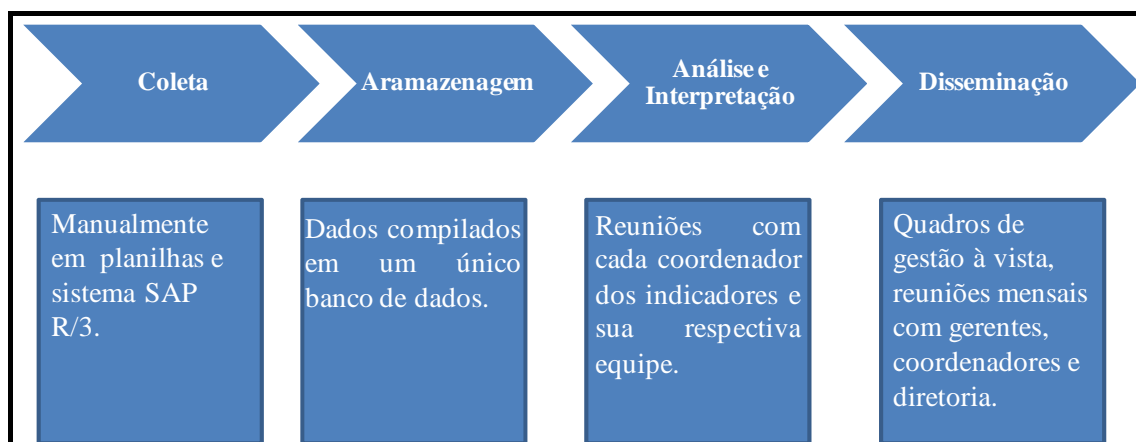 Coleta
Aramazenagem
Análise e
Interpretação
Disseminação
Manualmente
em planilhas e
sistema SAP
R/3.
Dados compilados
em um único
banco de dados.
Reuniões com
cada coordenador
dos indicadores e
sua respectiva
equipe.
Quadros de
gestão à vista,
reuniões mensais
com gerentes,
coordenadores e
diretoria.